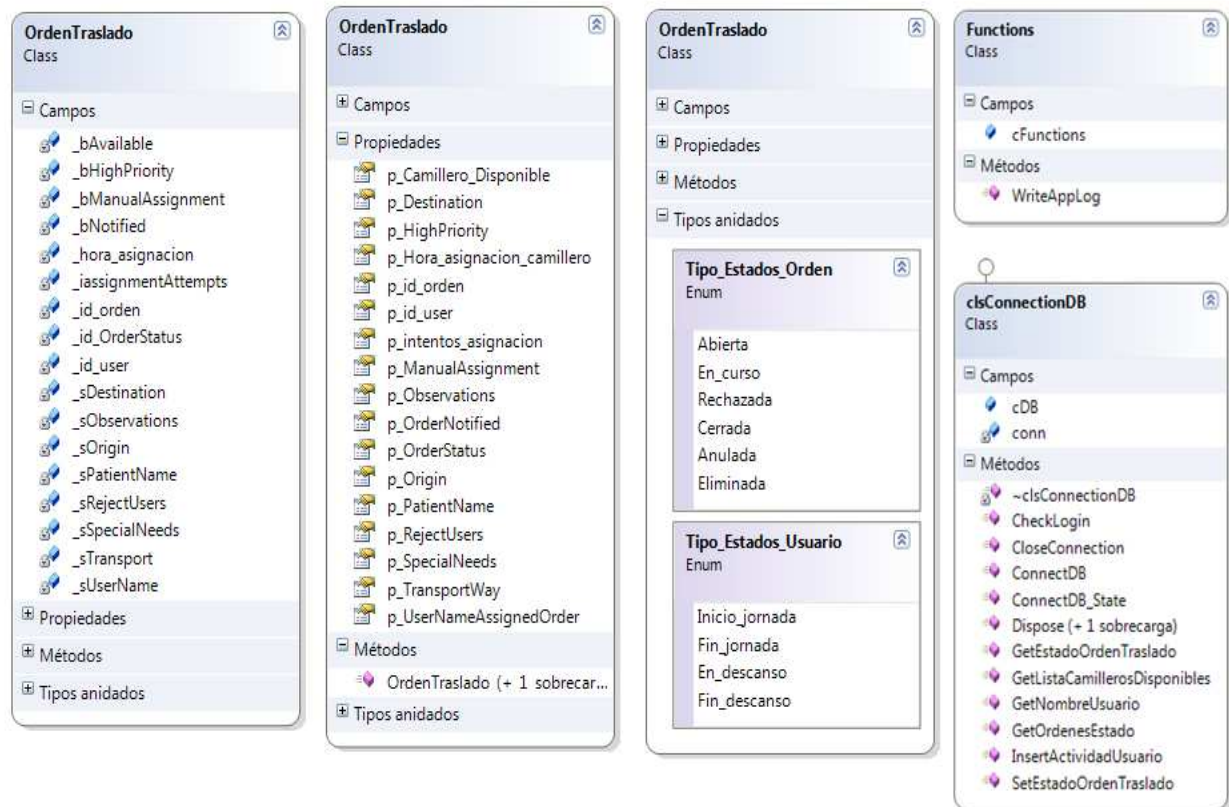 OrdenTraslado
Class
Campos
_bAvailable
_bHighPriority
_bManualAssignment
_bNotified
_hora_asignacion
_iassignmentAttempts
_id_orden
_id_OrderStatus
_id_user
_sDestination
_sObservations
_sOrigin
_sPatientName
_sRejectUsers
_sSpecialNeeds
_sTransport
_sUserName
Propiedades
Métodos
Tipos anidados
OrdenTraslado
Class
Campos
Propiedades
p_Camillero_Disponible
p_Destination
p_HighPriority
p_Hora_asignacion_camillero
p_id_orden
p_id_user
p_intentos_asignacion
p_ManualAssignment
p_Observations
p_OrderNotified
p_OrderStatus
p_Origin
p_PatientName
p_RejectUsers
p_SpecialNeeds
p_TransportWay
p_UserNameAssignedOrder
Métodos
OrdenTraslado (+ 1 sobrecar...
Tipos anidados
OrdenTraslado
Class
Campos
Propiedades
Métodos
Tipos anidados
Tipo_Estados_Orden
Enum
Abierta
En_curso
Rechazada
Cerrada
Anulada
Eliminada
Tipo_Estados_Usuario
Enum
Inicio_jornada
Fin_jornada
En_descanso
Fin_descanso
Functions
Class
Campos
cFunctions
Métodos
WriteAppLog
clsConnectionDB
Class
Campos
cDB
conn
Métodos
~clsConnectionDB
CheckLogin
CloseConnection
ConnectDB
ConnectDB_State
Dispose (+ 1 sobrecarga)
GetEstadoOrdenTraslado
GetListaCamillerosDisponibles
GetNombreUsuario
GetOrdenesEstado
InsertActividadUsuario
SetEstadoOrdenTraslado